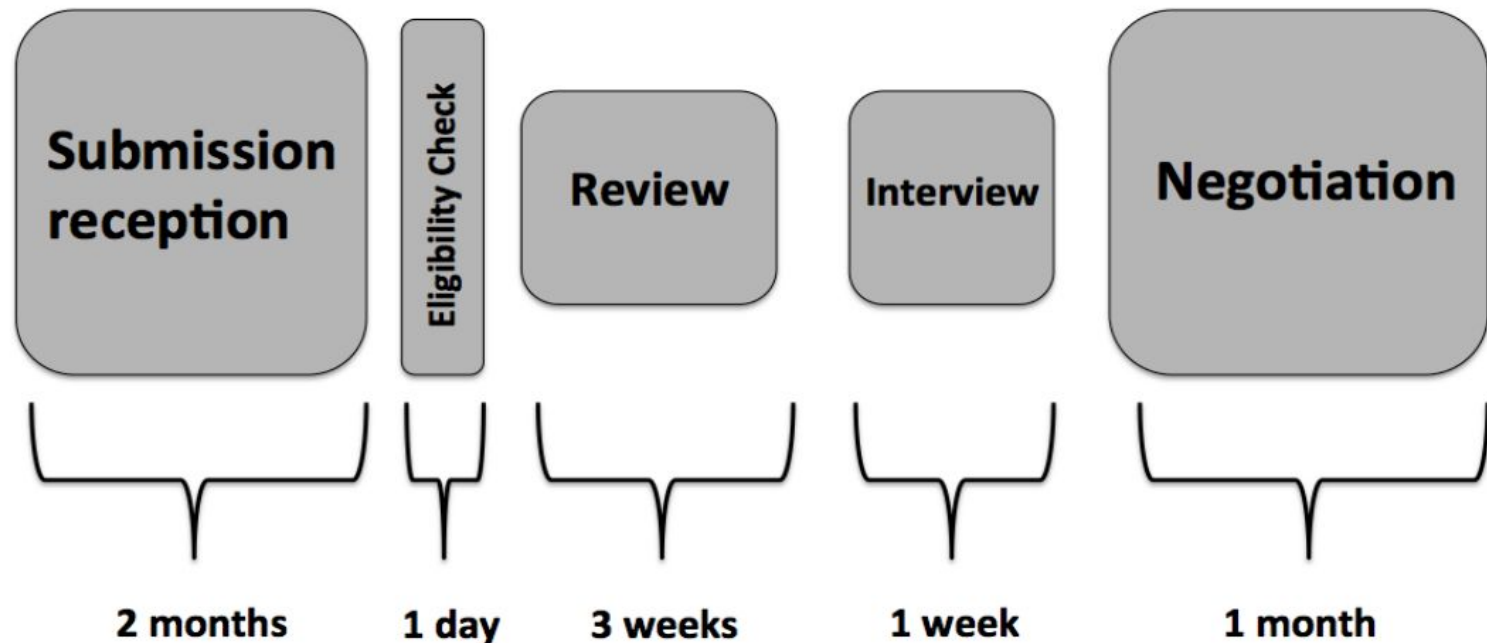 Submission
reception
Eligibility Check
Review
Interview
Negotiation
2 months
1 day
3 weeks
1 week
1 month